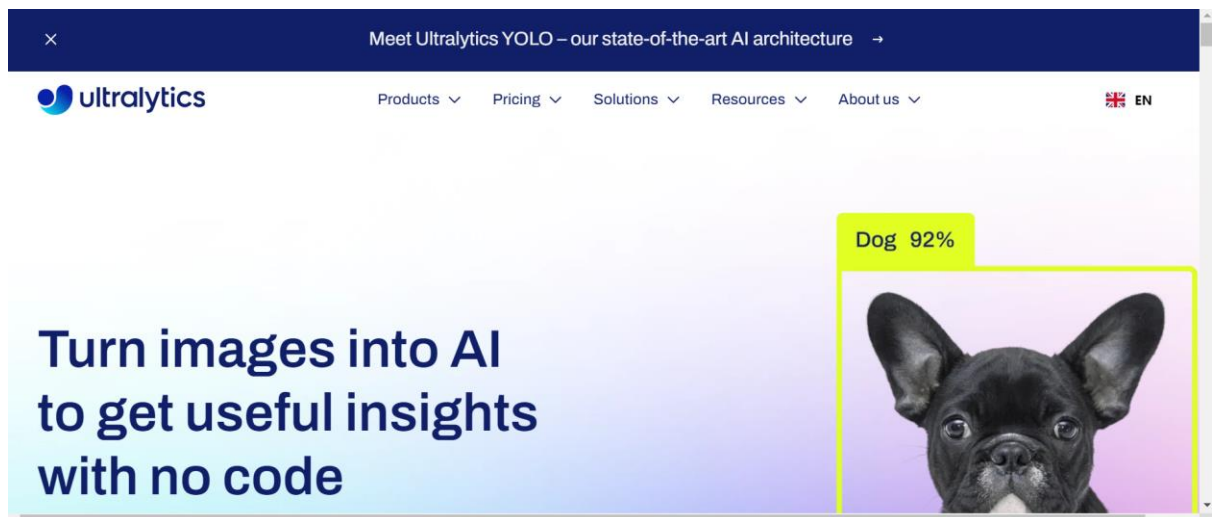 Meet Ultralytics YOLO – our state-of-the-art AI architecture →
ultralytics
Products
Pricing
Solutions
Resources
About us
EN
Dog 92%
Turn images into AI
to get useful insights
with no code